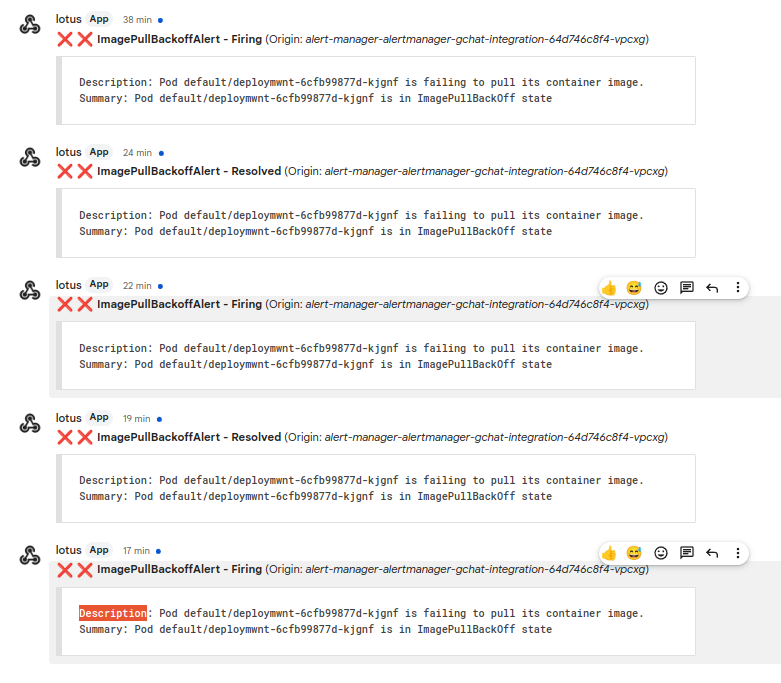 lotus App 38 min
❌ ❌ ImagePullBackoffAlert - Firing (Origin: alert-manager-alertmanager-gchat-integration-64d746c8f4-vpcxg)
Description: Pod default/deploymwnt-6cfb99877d-kjgnf is failing to pull its container image.
Summary: Pod default/deploymwnt-6cfb99877d-kjgnf is in ImagePullBackOff state
lotus App 24 min
❌ ❌ ImagePullBackoffAlert - Resolved (Origin: alert-manager-alertmanager-gchat-integration-64d746c8f4-vpcxg)
Description: Pod default/deploymwnt-6cfb99877d-kjgnf is failing to pull its container image.
Summary: Pod default/deploymwnt-6cfb99877d-kjgnf is in ImagePullBackOff state
lotus App 22 min
❌ ❌ ImagePullBackoffAlert - Firing (Origin: alert-manager-alertmanager-gchat-integration-64d746c8f4-vpcxg)
Description: Pod default/deploymwnt-6cfb99877d-kjgnf is failing to pull its container image.
Summary: Pod default/deploymwnt-6cfb99877d-kjgnf is in ImagePullBackOff state
lotus App 19 min
❌ ❌ ImagePullBackoffAlert - Resolved (Origin: alert-manager-alertmanager-gchat-integration-64d746c8f4-vpcxg)
Description: Pod default/deploymwnt-6cfb99877d-kjgnf is failing to pull its container image.
Summary: Pod default/deploymwnt-6cfb99877d-kjgnf is in ImagePullBackOff state
lotus App 17 min
❌ ❌ ImagePullBackoffAlert - Firing (Origin: alert-manager-alertmanager-gchat-integration-64d746c8f4-vpcxg)
Description: Pod default/deploymwnt-6cfb99877d-kjgnf is failing to pull its container image.
Summary: Pod default/deploymwnt-6cfb99877d-kjgnf is in ImagePullBackOff state